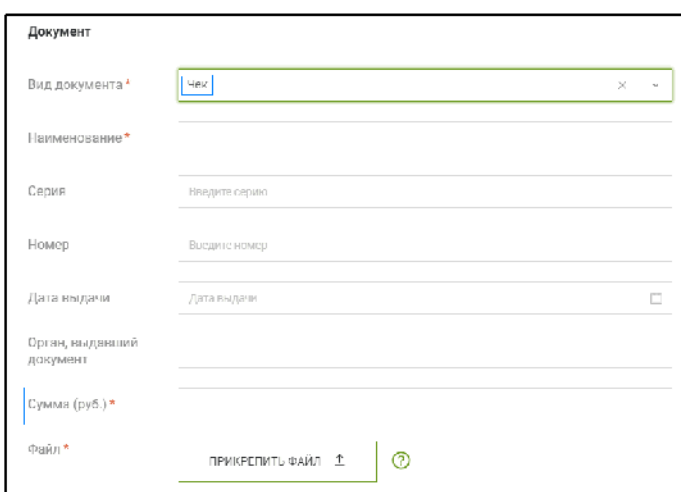 Документ
Вид документа *
Чек
Наименование *
Серия
Введите серию
Номер
Введите номер
Дата выдачи
Дата выдачи
Орган, выдавший
документ
Сумма (руб.) *
Файл *
ПРИКРЕПИТЬ ФАЙЛ
?